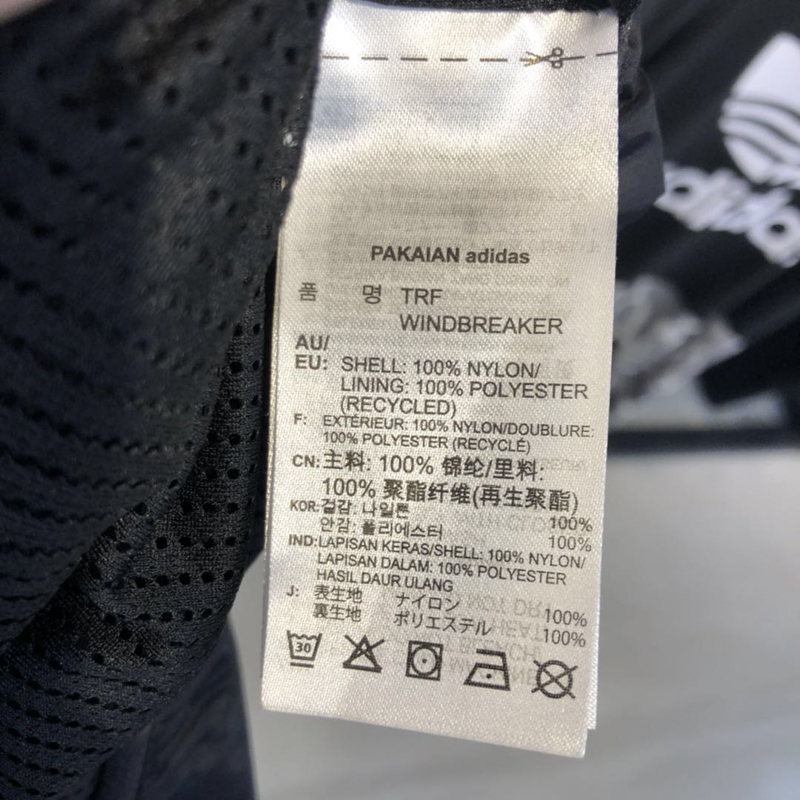 PAKAIAN adidas
품 명 TRF
WINDBREAKER
AU/
EU: SHELL: 100% NYLON/
LINING: 100% POLYESTER
(RECYCLED)
F: EXTÉRIEUR: 100% NYLON/DOUBLURE:
100% POLYESTER (RECYCLÉ)
CN: 主料: 100% 锦纶/里料:
100% 聚酯纤维(再生聚酯)
KOR: 겉감: 나일론 100%
안감: 폴리에스터 100%
IND: LAPISAN KERAS/SHELL: 100% NYLON/
LAPISAN DALAM: 100% POLYESTER
HASIL DAUR ULANG
J: 表生地 ナイロン 100%
裏生地 ポリエステル 100%
30
adidas